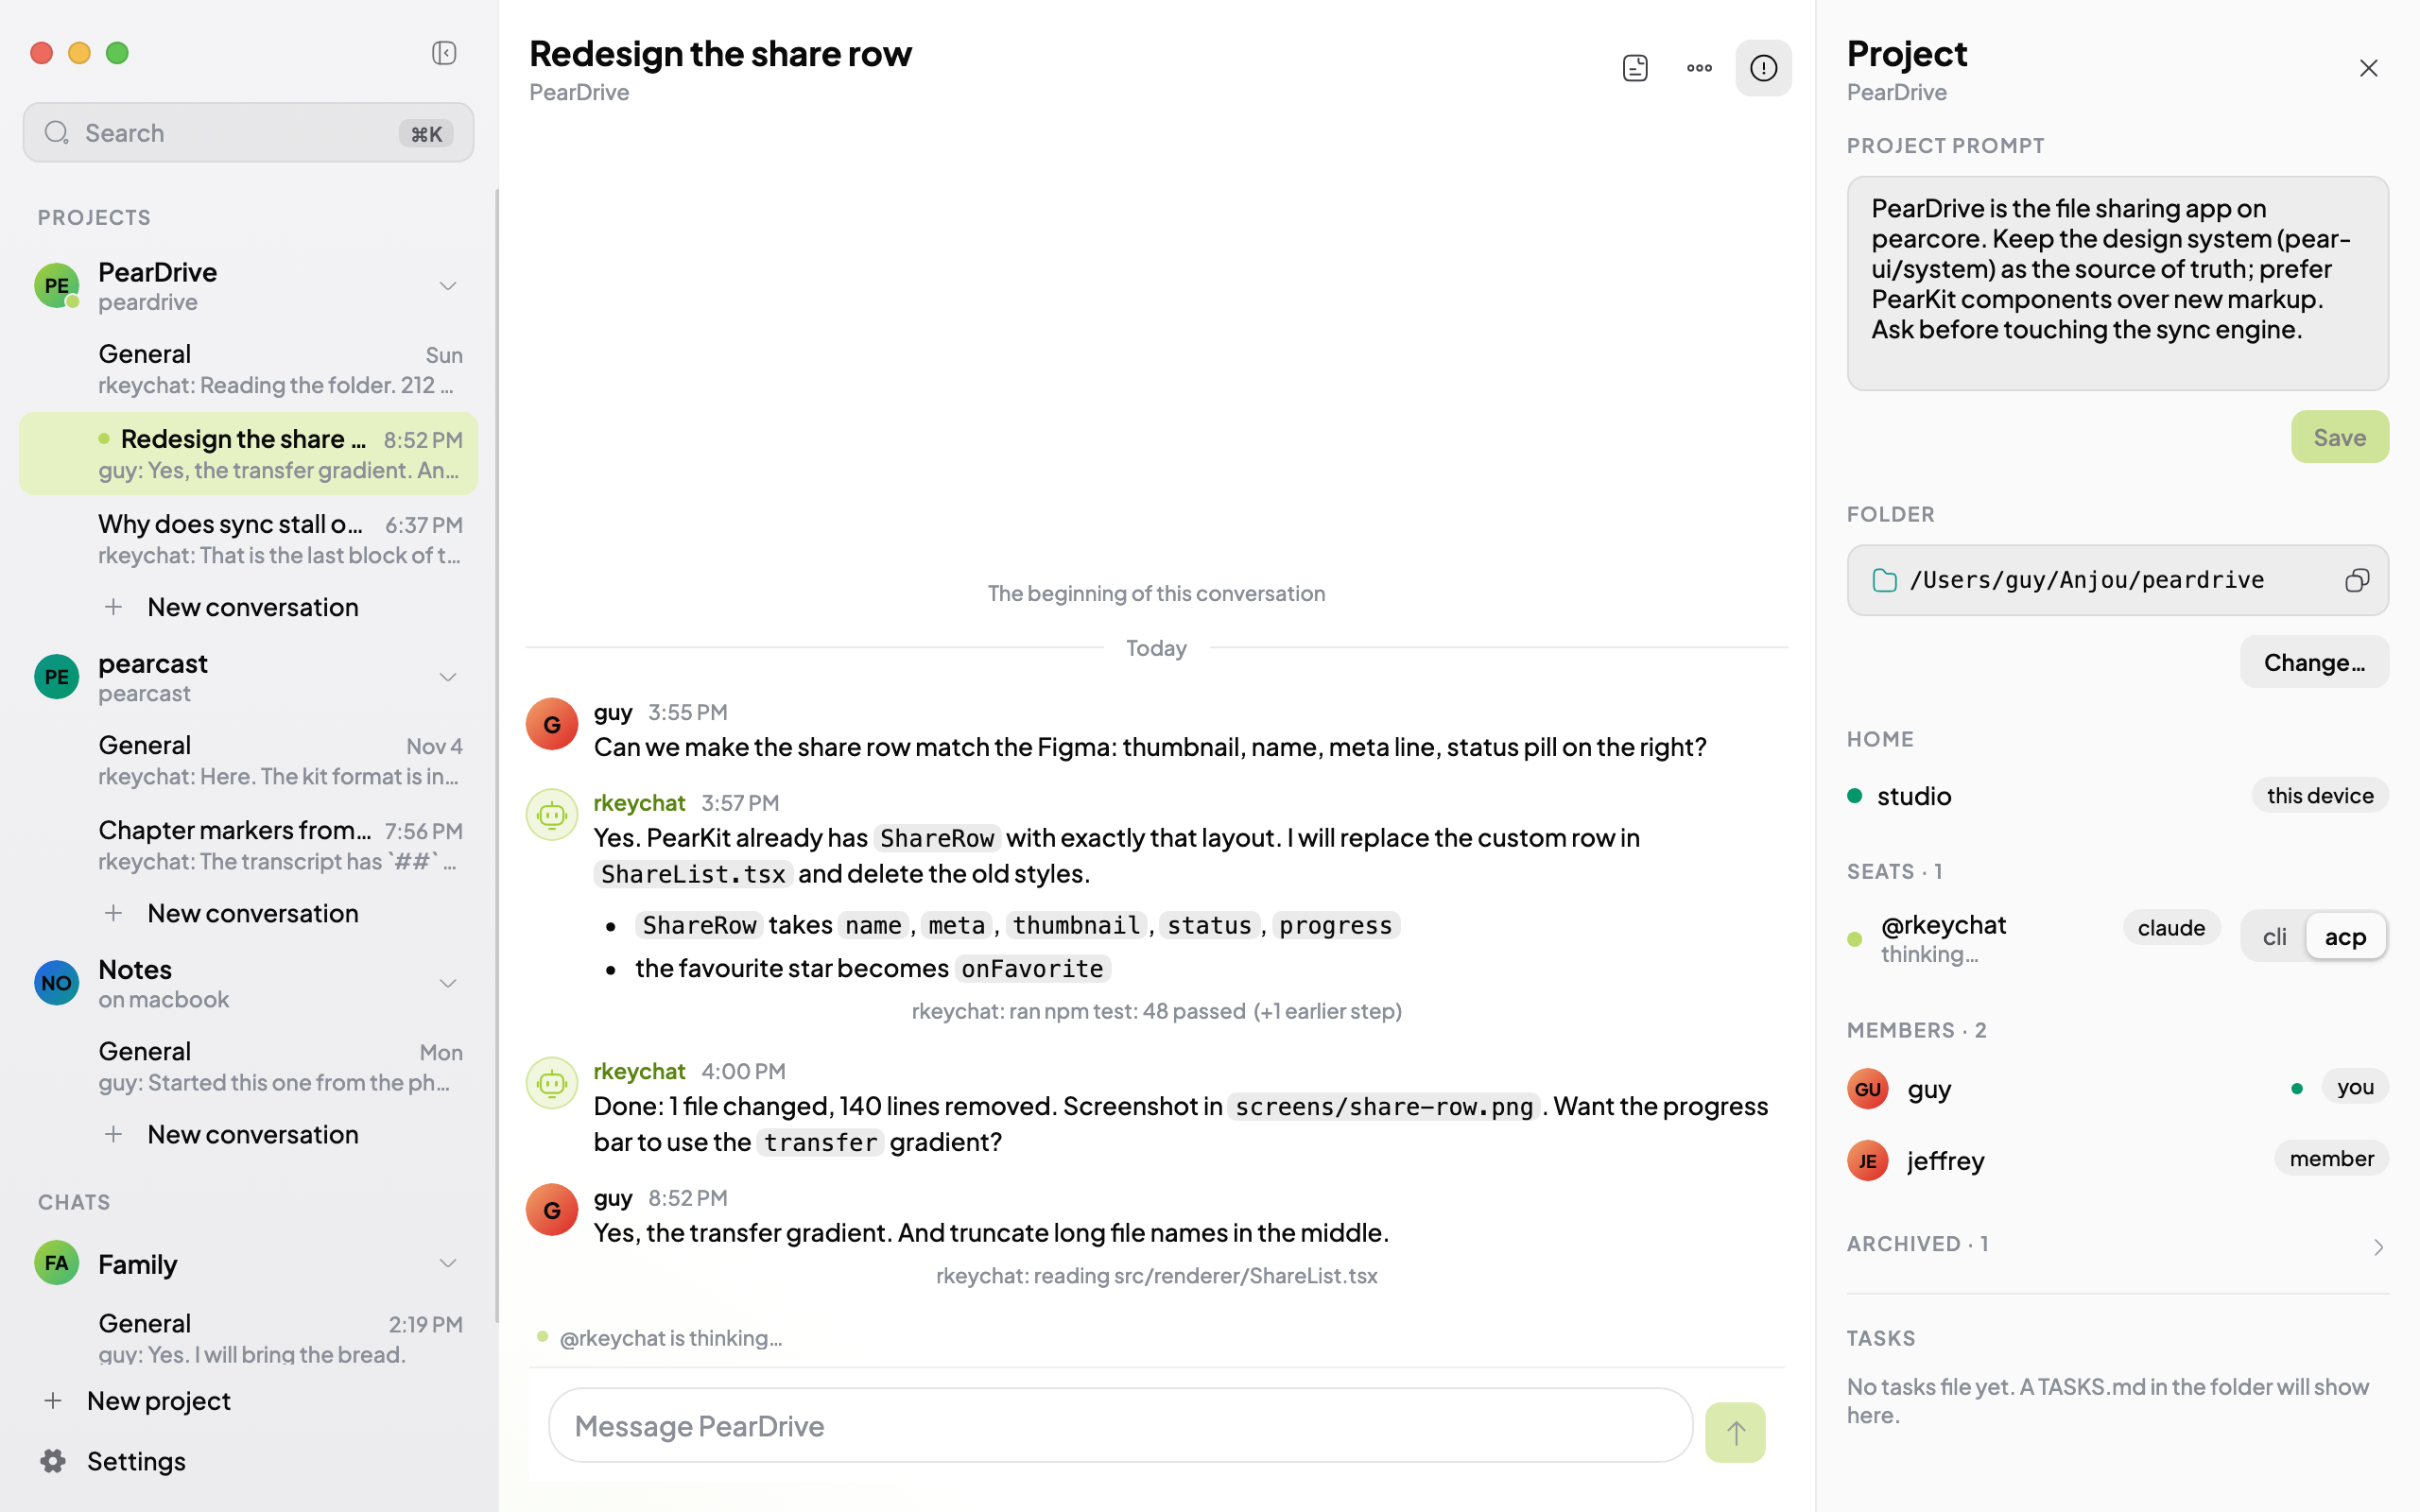 Search
⌘K
PROJECTS
PE
PearDrive
peardrive
General
Sun
rkeychat: Reading the folder. 212 ...
Redesign the share ...
8:52 PM
guy: Yes, the transfer gradient. An...
Why does sync stall o...
6:37 PM
rkeychat: That is the last block of t...
+ New conversation
PE
pearcast
pearcast
General
Nov 4
rkeychat: Here. The kit format is in...
Chapter markers from...
7:56 PM
rkeychat: The transcript has `##` ...
+ New conversation
NO
Notes
on macbook
General
Mon
guy: Started this one from the ph...
+ New conversation
CHATS
FA
Family
General
2:19 PM
guy: Yes. I will bring the bread.
+ New project
Settings
Redesign the share row
PearDrive
The beginning of this conversation
Today
G
guy 3:55 PM
Can we make the share row match the Figma: thumbnail, name, meta line, status pill on the right?
rkeychat 3:57 PM
Yes. PearKit already has ShareRow with exactly that layout. I will replace the custom row in
ShareList.tsx and delete the old styles.
• ShareRow takes name, meta, thumbnail, status, progress
• the favourite star becomes onFavorite
rkeychat: ran npm test: 48 passed (+1 earlier step)
rkeychat 4:00 PM
Done: 1 file changed, 140 lines removed. Screenshot in screens/share-row.png. Want the progress
bar to use the transfer gradient?
G
guy 8:52 PM
Yes, the transfer gradient. And truncate long file names in the middle.
rkeychat: reading src/renderer/ShareList.tsx
@rkeychat is thinking...
Message PearDrive
Project
PearDrive
PROJECT PROMPT
PearDrive is the file sharing app on
pearcore. Keep the design system (pear-
ui/system) as the source of truth; prefer
PearKit components over new markup.
Ask before touching the sync engine.
Save
FOLDER
/Users/guy/Anjou/peardrive
Change...
HOME
studio
this device
SEATS · 1
@rkeychat
thinking...
claude
cli
acp
MEMBERS · 2
GU
guy
you
JE
jeffrey
member
ARCHIVED · 1
TASKS
No tasks file yet. A TASKS.md in the folder will show
here.